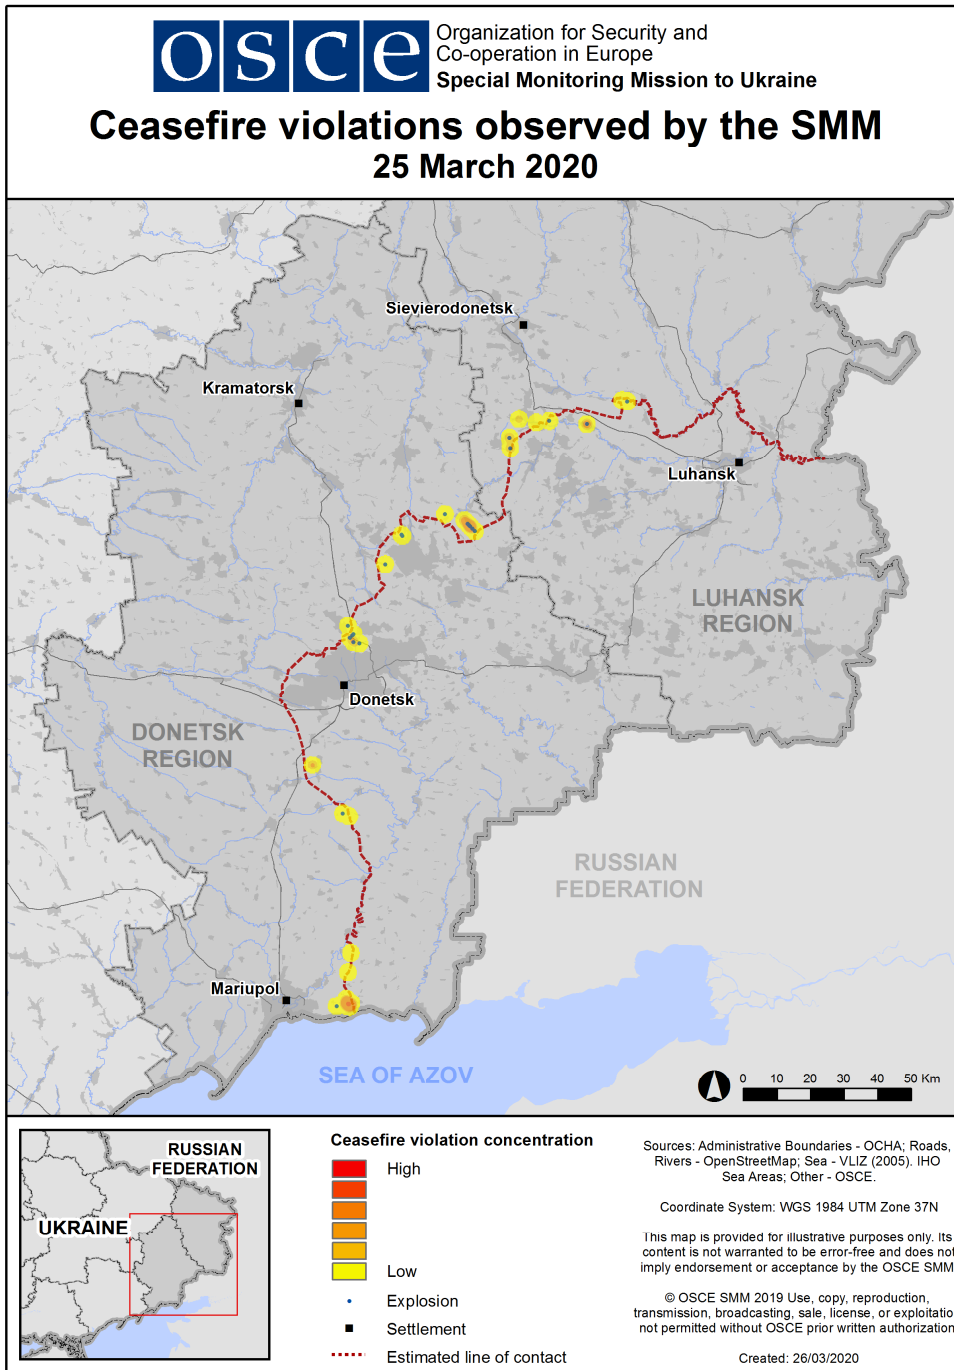 osce
Organization for Security and
Co-operation in Europe
Special Monitoring Mission to Ukraine
Ceasefire violations observed by the SMM
25 March 2020
Sievierodonetsk
Kramatorsk
Luhansk
LUHANSK
REGION
Donetsk
DONETSK
REGION
RUSSIAN
FEDERATION
Mariupol
SEA OF AZOV
0 10 20 30 40 50 Km
RUSSIAN
FEDERATION
UKRAINE
Ceasefire violation concentration
High
Low
Explosion
Settlement
Estimated line of contact
Sources: Administrative Boundaries - OCHA; Roads,
Rivers - OpenStreetMap; Sea - VLIZ (2005). IHO
Sea Areas; Other - OSCE.
Coordinate System: WGS 1984 UTM Zone 37N
This map is provided for illustrative purposes only. Its
content is not warranted to be error-free and does not
imply endorsement or acceptance by the OSCE SMM
© OSCE SMM 2019 Use, copy, reproduction,
transmission, broadcasting, sale, license, or exploitatio
not permitted without OSCE prior written authorization
Created: 26/03/2020